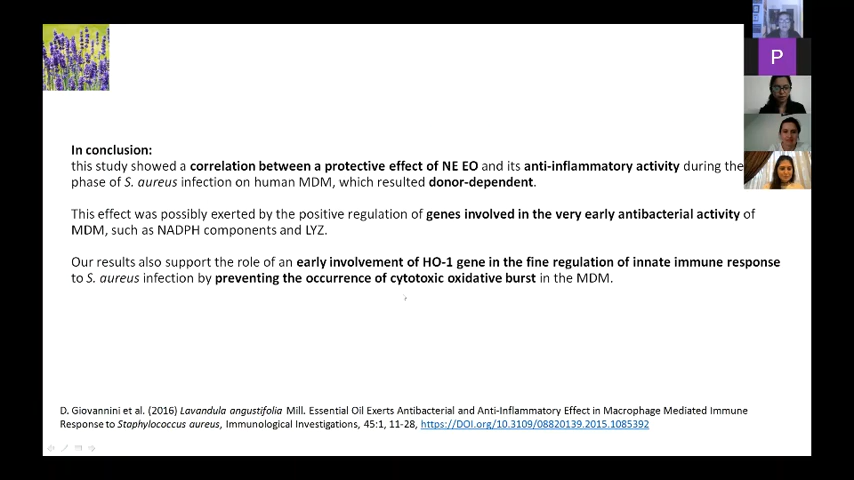 P
In conclusion:
this study showed a correlation between a protective effect of NE EO and its anti-inflammatory activity during the
phase of S. aureus infection on human MDM, which resulted donor-dependent.
This effect was possibly exerted by the positive regulation of genes involved in the very early antibacterial activity of
MDM, such as NADPH components and LYZ.
Our results also support the role of an early involvement of HO-1 gene in the fine regulation of innate immune response
to S. aureus infection by preventing the occurrence of cytotoxic oxidative burst in the MDM.
D. Giovannini et al. (2016) Lavandula angustifolia Mill. Essential Oil Exerts Antibacterial and Anti-Inflammatory Effect in Macrophage Mediated Immune
Response to Staphylococcus aureus, Immunological Investigations, 45:1, 11-28, https://DOI.org/10.3109/08820139.2015.1085392